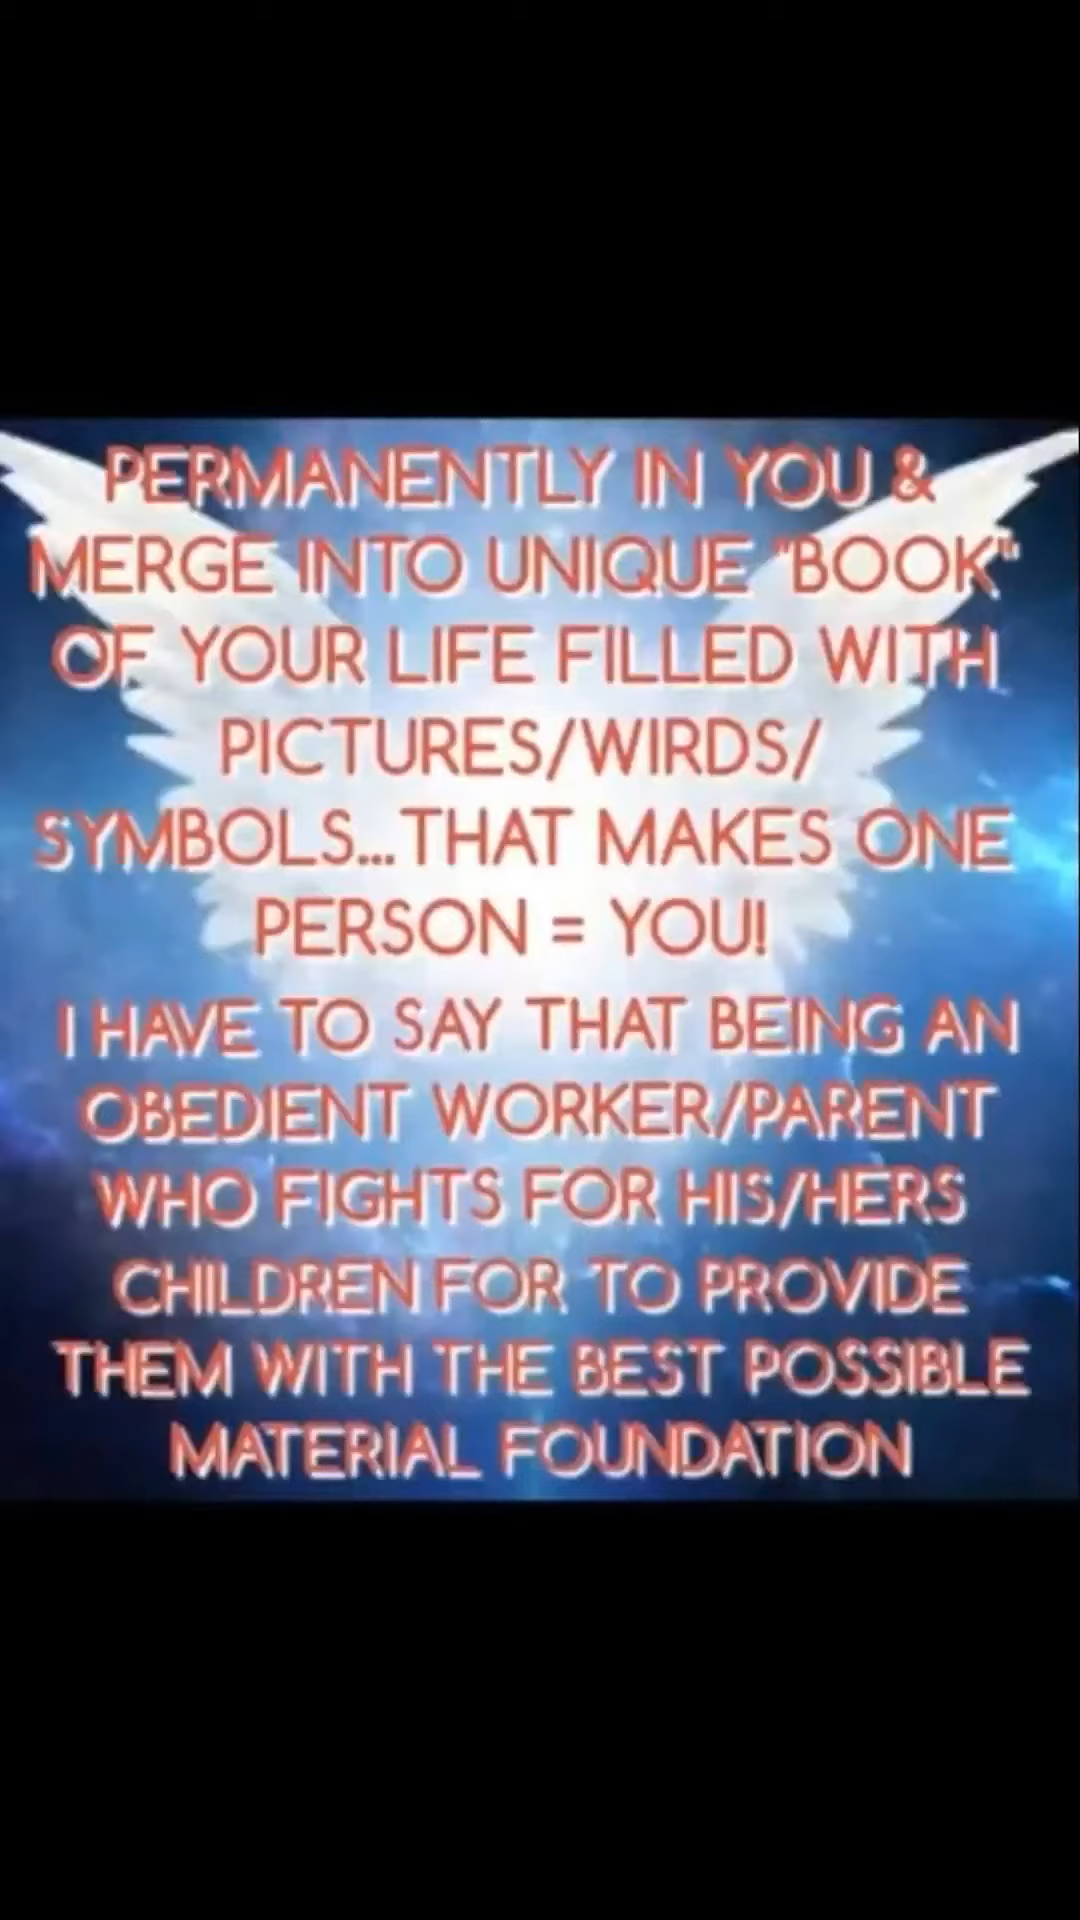 PERMANENTLY IN YOU &
MERGE INTO UNIQUE "BOOK"
OF YOUR LIFE FILLED WITH
PICTURES/WIRDS/
SYMBOLS...THAT MAKES ONE
PERSON = YOU!
I HAVE TO SAY THAT BEING AN
OBEDIENT WORKER/PARENT
WHO FIGHTS FOR HIS/HERS
CHILDREN FOR TO PROVIDE
THEM WITH THE BEST POSSIBLE
MATERIAL FOUNDATION